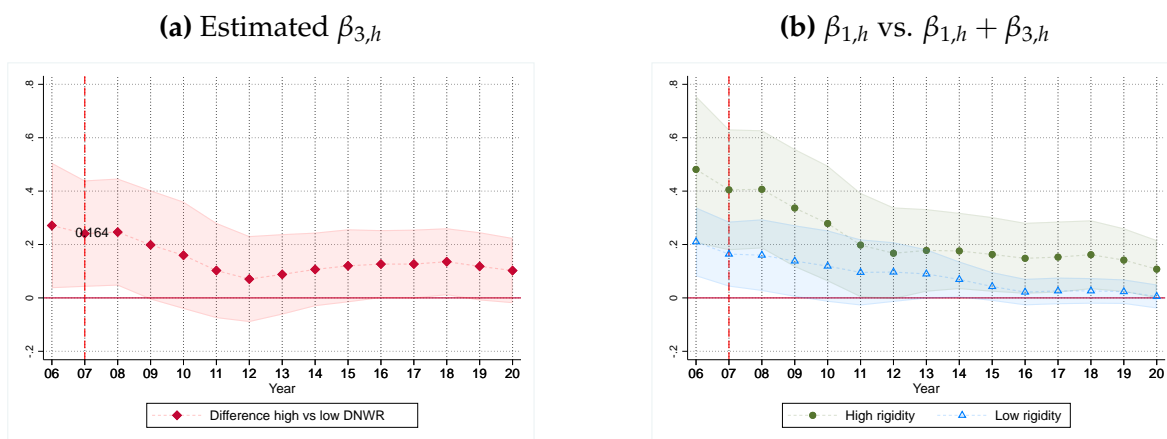 (a) Estimated β3,h
.8
.6
.4
.2
0
-.2
0.164
06 07 08 09 10 11 12 13 14 15 16 17 18 19 20
Year
Difference high vs low DNWR
(b) β1,h vs. β1,h + β3,h
.8
.6
.4
.2
0
-.2
06 07 08 09 10 11 12 13 14 15 16 17 18 19 20
Year
High rigidity Low rigidity